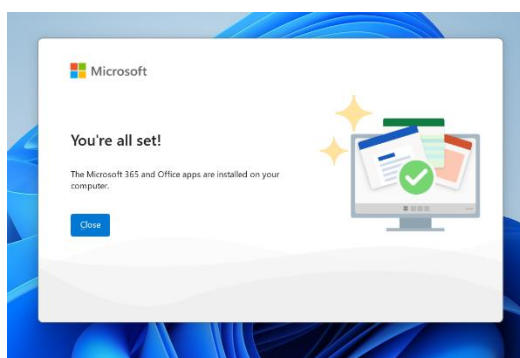 Microsoft
You're all set!
The Microsoft 365 and Office apps are installed on your
computer.
Close